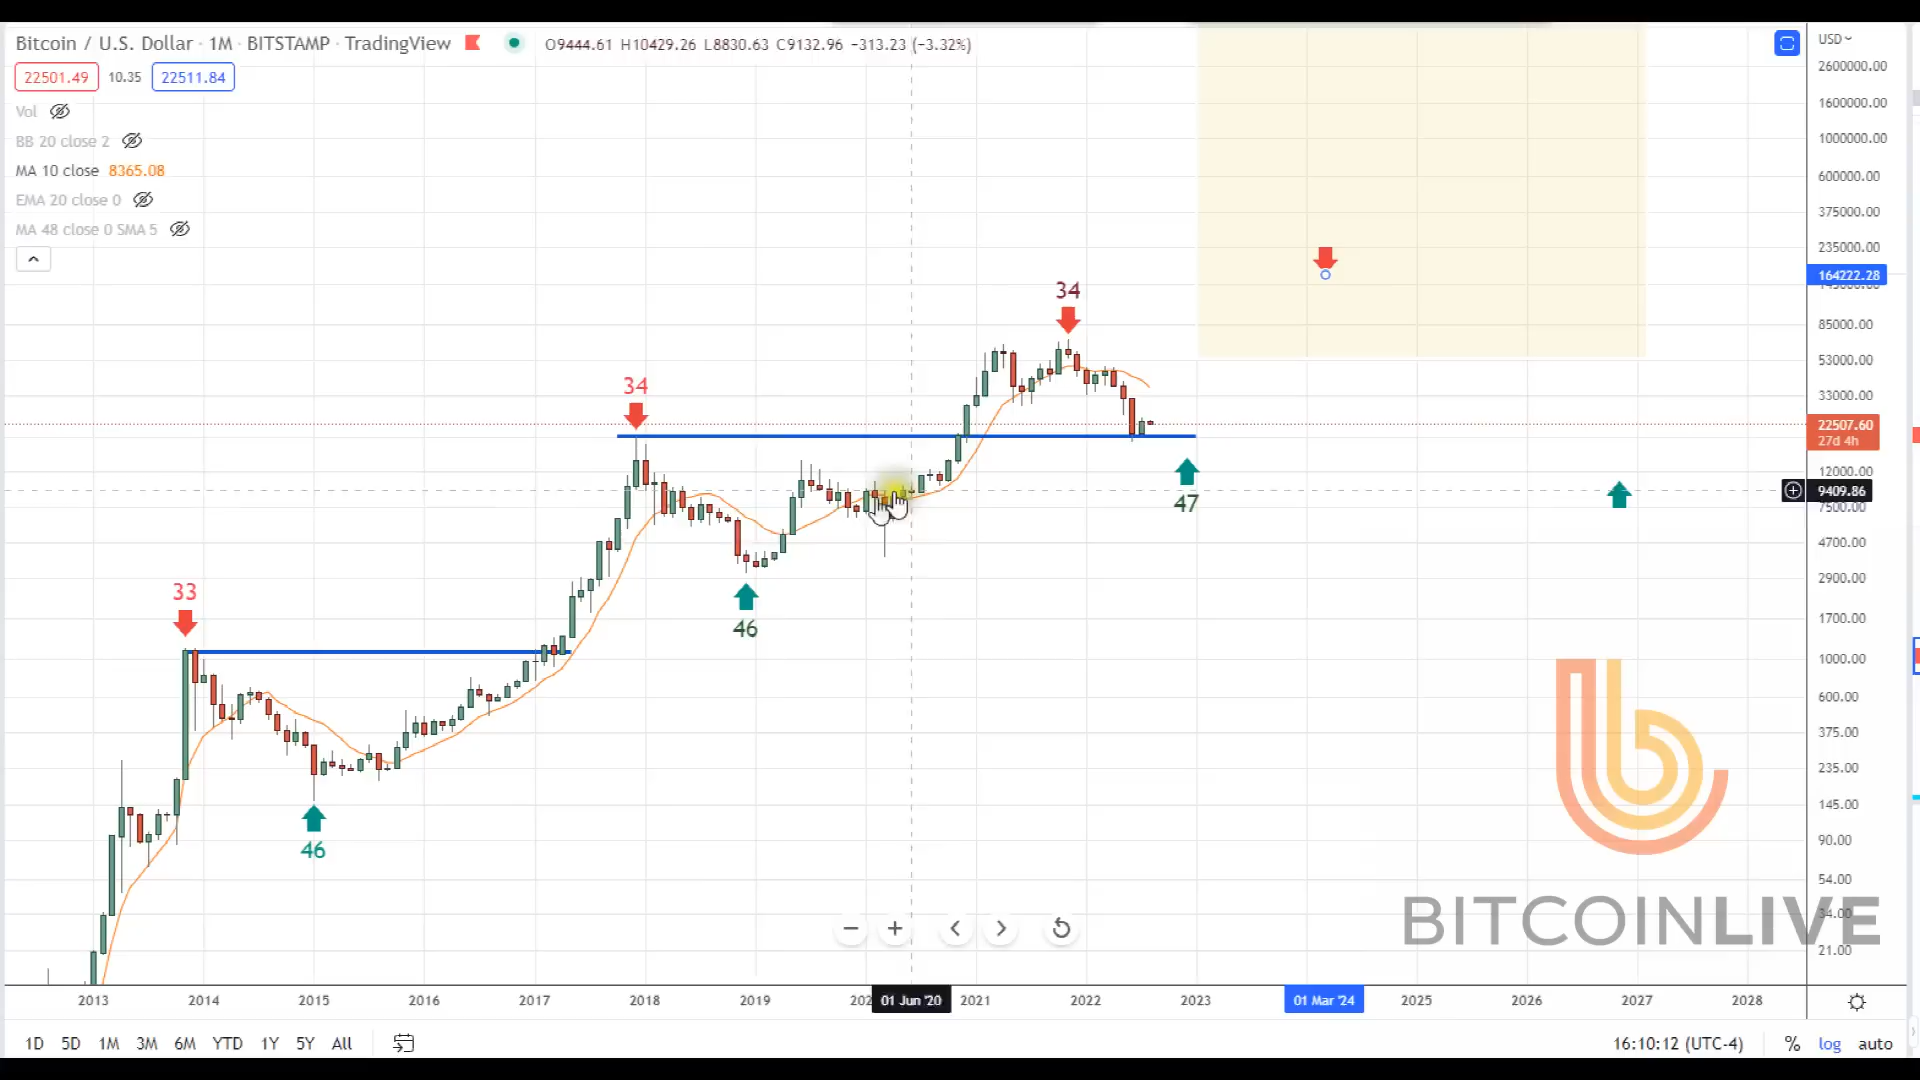 Bitcoin / U.S. Dollar · 1M · BITSTAMP · TradingView O9444.61 H10429.26 L8830.63 C9132.96 −313.23 (−3.32%)
USD
22501.49 10.35 22511.84
2600000.00
Vol
1600000.00
BB 20 close 2
1000000.00
MA 10 close 8365.08
600000.00
EMA 20 close 0
375000.00
MA 48 close 0 SMA 5
235000.00
164222.28
34
85000.00
53000.00
34
33000.00
22507.60
27d 4h
12000.00
9409.86
47
7500.00
4700.00
2900.00
33
1700.00
46
1000.00
600.00
375.00
235.00
145.00
46
90.00
54.00
34.00
BITCOINLIVE
21.00
2013 2014 2015 2016 2017 2018 2019 01 Jun '20 2021 2022 2023 01 Mar '24 2025 2026 2027 2028
1D 5D 1M 3M 6M YTD 1Y 5Y All 16:10:12 (UTC-4) % log auto